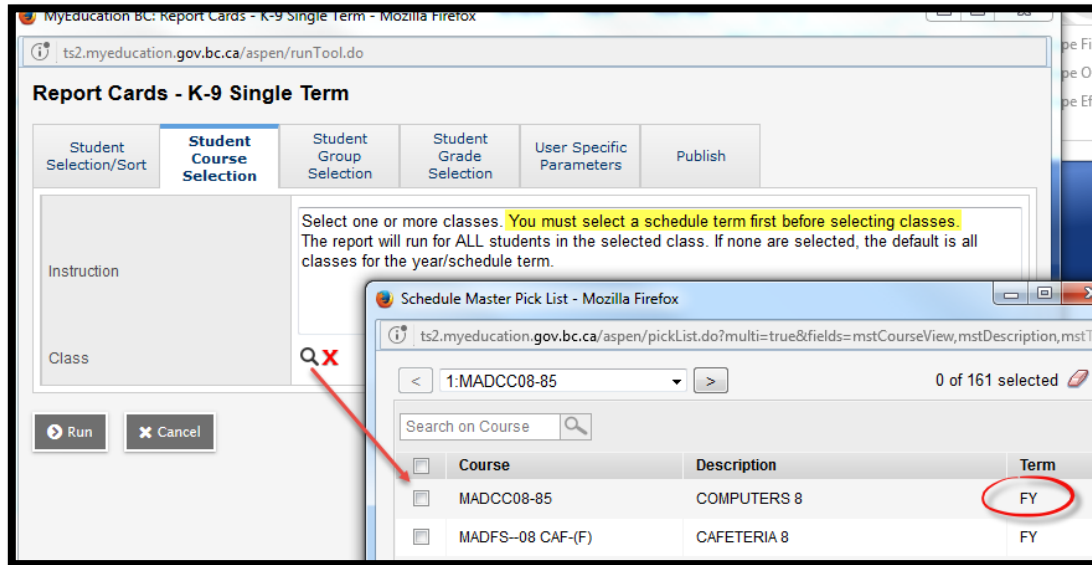 MyEducation BC: Report Cards - K-9 Single Term - Mozilla Firefox
ts2.myeducation.gov.bc.ca/aspen/runTool.do
Report Cards - K-9 Single Term
Student Selection/Sort
Student Course Selection
Student Group Selection
Student Grade Selection
User Specific Parameters
Publish
Instruction
Select one or more classes. You must select a schedule term first before selecting classes.
The report will run for ALL students in the selected class. If none are selected, the default is all
classes for the year/schedule term.
Class
Run
Cancel
Schedule Master Pick List - Mozilla Firefox
ts2.myeducation.gov.bc.ca/aspen/pickList.do?multi=true&fields=mstCourseView,mstDescription,mstT
< 1:MADCC08-85 > 0 of 161 selected
Search on Course
Course Description Term
MADCC08-85 COMPUTERS 8 FY
MADFS--08 CAF-(F) CAFETERIA 8 FY